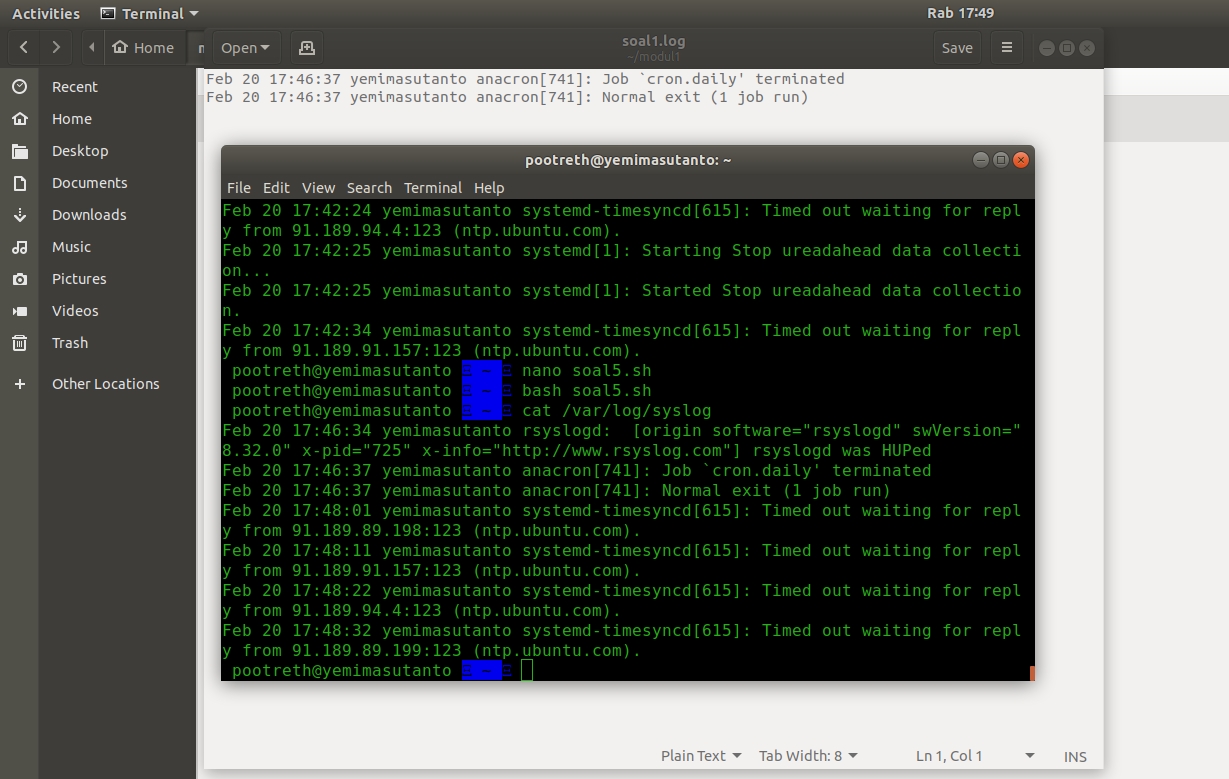 Activities Terminal Rab 17:49
Home Open soal1.log Save
~/modul1
Recent
Home
Desktop
Documents
Downloads
Music
Pictures
Videos
Trash
Other Locations
Feb 20 17:46:37 yemimasutanto anacron[741]: Job `cron.daily' terminated
Feb 20 17:46:37 yemimasutanto anacron[741]: Normal exit (1 job run)
pootreth@yemimasutanto: ~
File Edit View Search Terminal Help
Feb 20 17:42:24 yemimasutanto systemd-timesyncd[615]: Timed out waiting for repl
y from 91.189.94.4:123 (ntp.ubuntu.com).
Feb 20 17:42:25 yemimasutanto systemd[1]: Starting Stop ureadahead data collecti
on...
Feb 20 17:42:25 yemimasutanto systemd[1]: Started Stop ureadahead data collectio
n.
Feb 20 17:42:34 yemimasutanto systemd-timesyncd[615]: Timed out waiting for repl
y from 91.189.91.157:123 (ntp.ubuntu.com).
pootreth@yemimasutanto ~ nano soal5.sh
pootreth@yemimasutanto ~ bash soal5.sh
pootreth@yemimasutanto ~ cat /var/log/syslog
Feb 20 17:46:34 yemimasutanto rsyslogd:  [origin software="rsyslogd" swVersion="
8.32.0" x-pid="725" x-info="http://www.rsyslog.com"] rsyslogd was HUPed
Feb 20 17:46:37 yemimasutanto anacron[741]: Job `cron.daily' terminated
Feb 20 17:46:37 yemimasutanto anacron[741]: Normal exit (1 job run)
Feb 20 17:48:01 yemimasutanto systemd-timesyncd[615]: Timed out waiting for repl
y from 91.189.89.198:123 (ntp.ubuntu.com).
Feb 20 17:48:11 yemimasutanto systemd-timesyncd[615]: Timed out waiting for repl
y from 91.189.91.157:123 (ntp.ubuntu.com).
Feb 20 17:48:22 yemimasutanto systemd-timesyncd[615]: Timed out waiting for repl
y from 91.189.94.4:123 (ntp.ubuntu.com).
Feb 20 17:48:32 yemimasutanto systemd-timesyncd[615]: Timed out waiting for repl
y from 91.189.89.199:123 (ntp.ubuntu.com).
pootreth@yemimasutanto ~
Plain Text Tab Width: 8 Ln 1, Col 1 INS